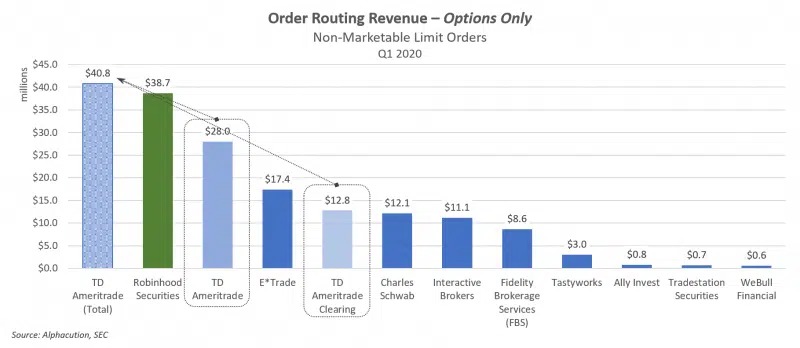 Order Routing Revenue – Options Only
Non-Marketable Limit Orders
Q1 2020
millions
$45.0
$40.0
$35.0
$30.0
$25.0
$20.0
$15.0
$10.0
$5.0
$0.0
$40.8
$38.7
$28.0
$17.4
$12.8
$12.1
$11.1
$8.6
$3.0
$0.8
$0.7
$0.6
TD
Ameritrade
(Total)
Robinhood
Securities
TD
Ameritrade
E*Trade
TD
Ameritrade
Clearing
Charles
Schwab
Interactive
Brokers
Fidelity
Brokerage
Services
(FBS)
Tastyworks
Ally Invest
Tradestation
Securities
WeBull
Financial
Source: Alphacution, SEC